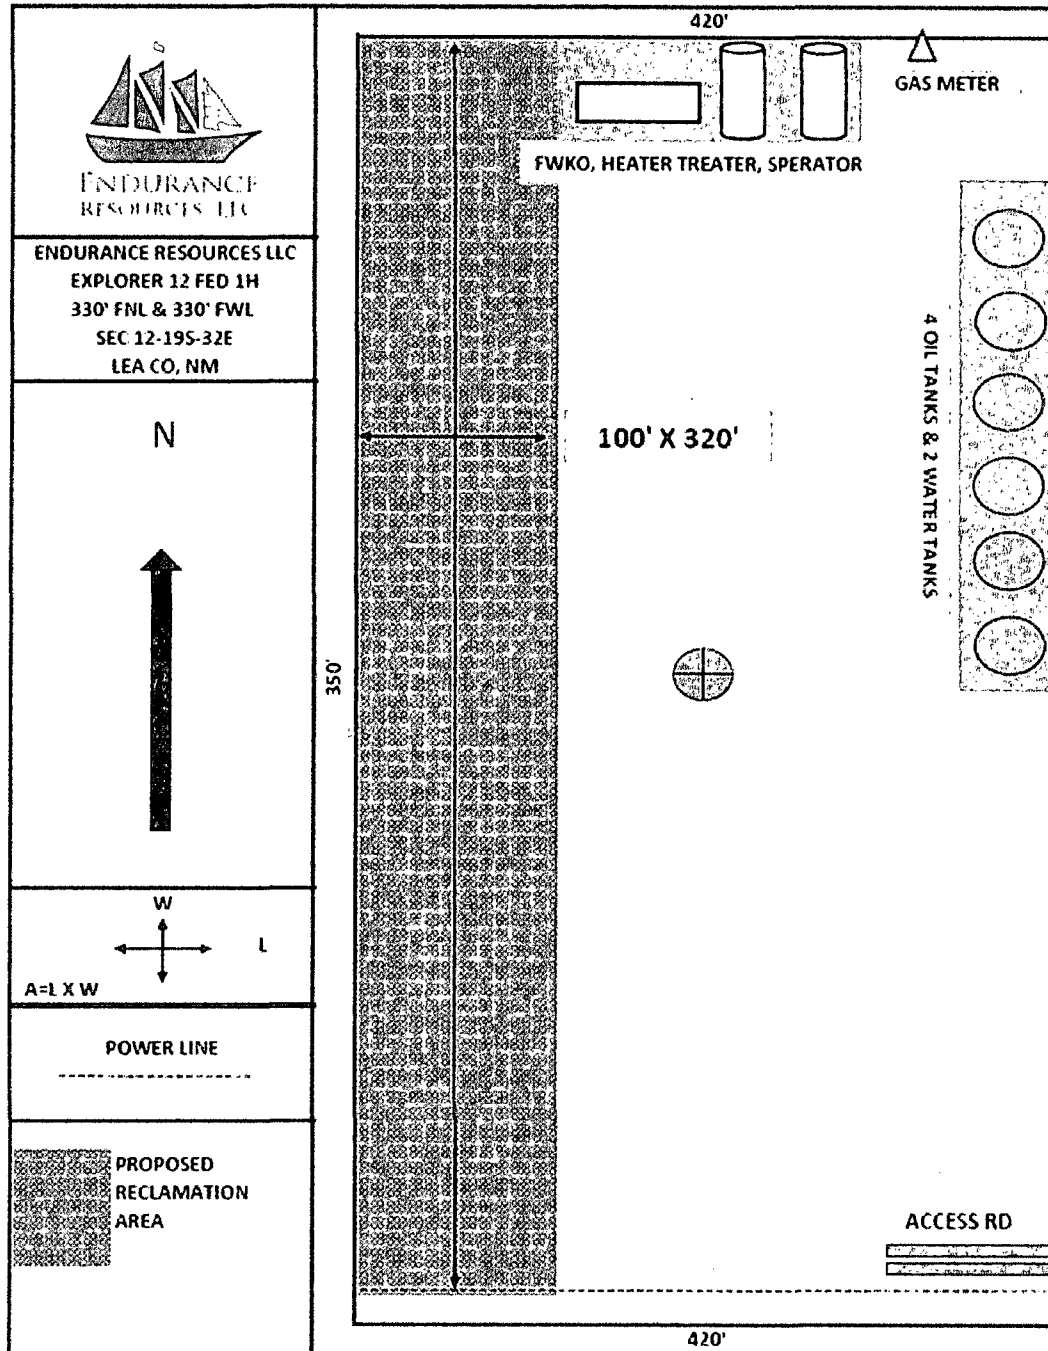 ENDURANCE
RESOURCES, LLC
ENDURANCE RESOURCES LLC
EXPLORER 12 FED 1H
330' FNL & 330' FWL
SEC 12-19S-32E
LEA CO, NM
N
W
L
A=L X W
POWER LINE
PROPOSED
RECLAMATION
AREA
420'
GAS METER
FWKO, HEATER TREATER, SPERATOR
4 OIL TANKS & 2 WATER TANKS
100' X 320'
350'
ACCESS RD
420'